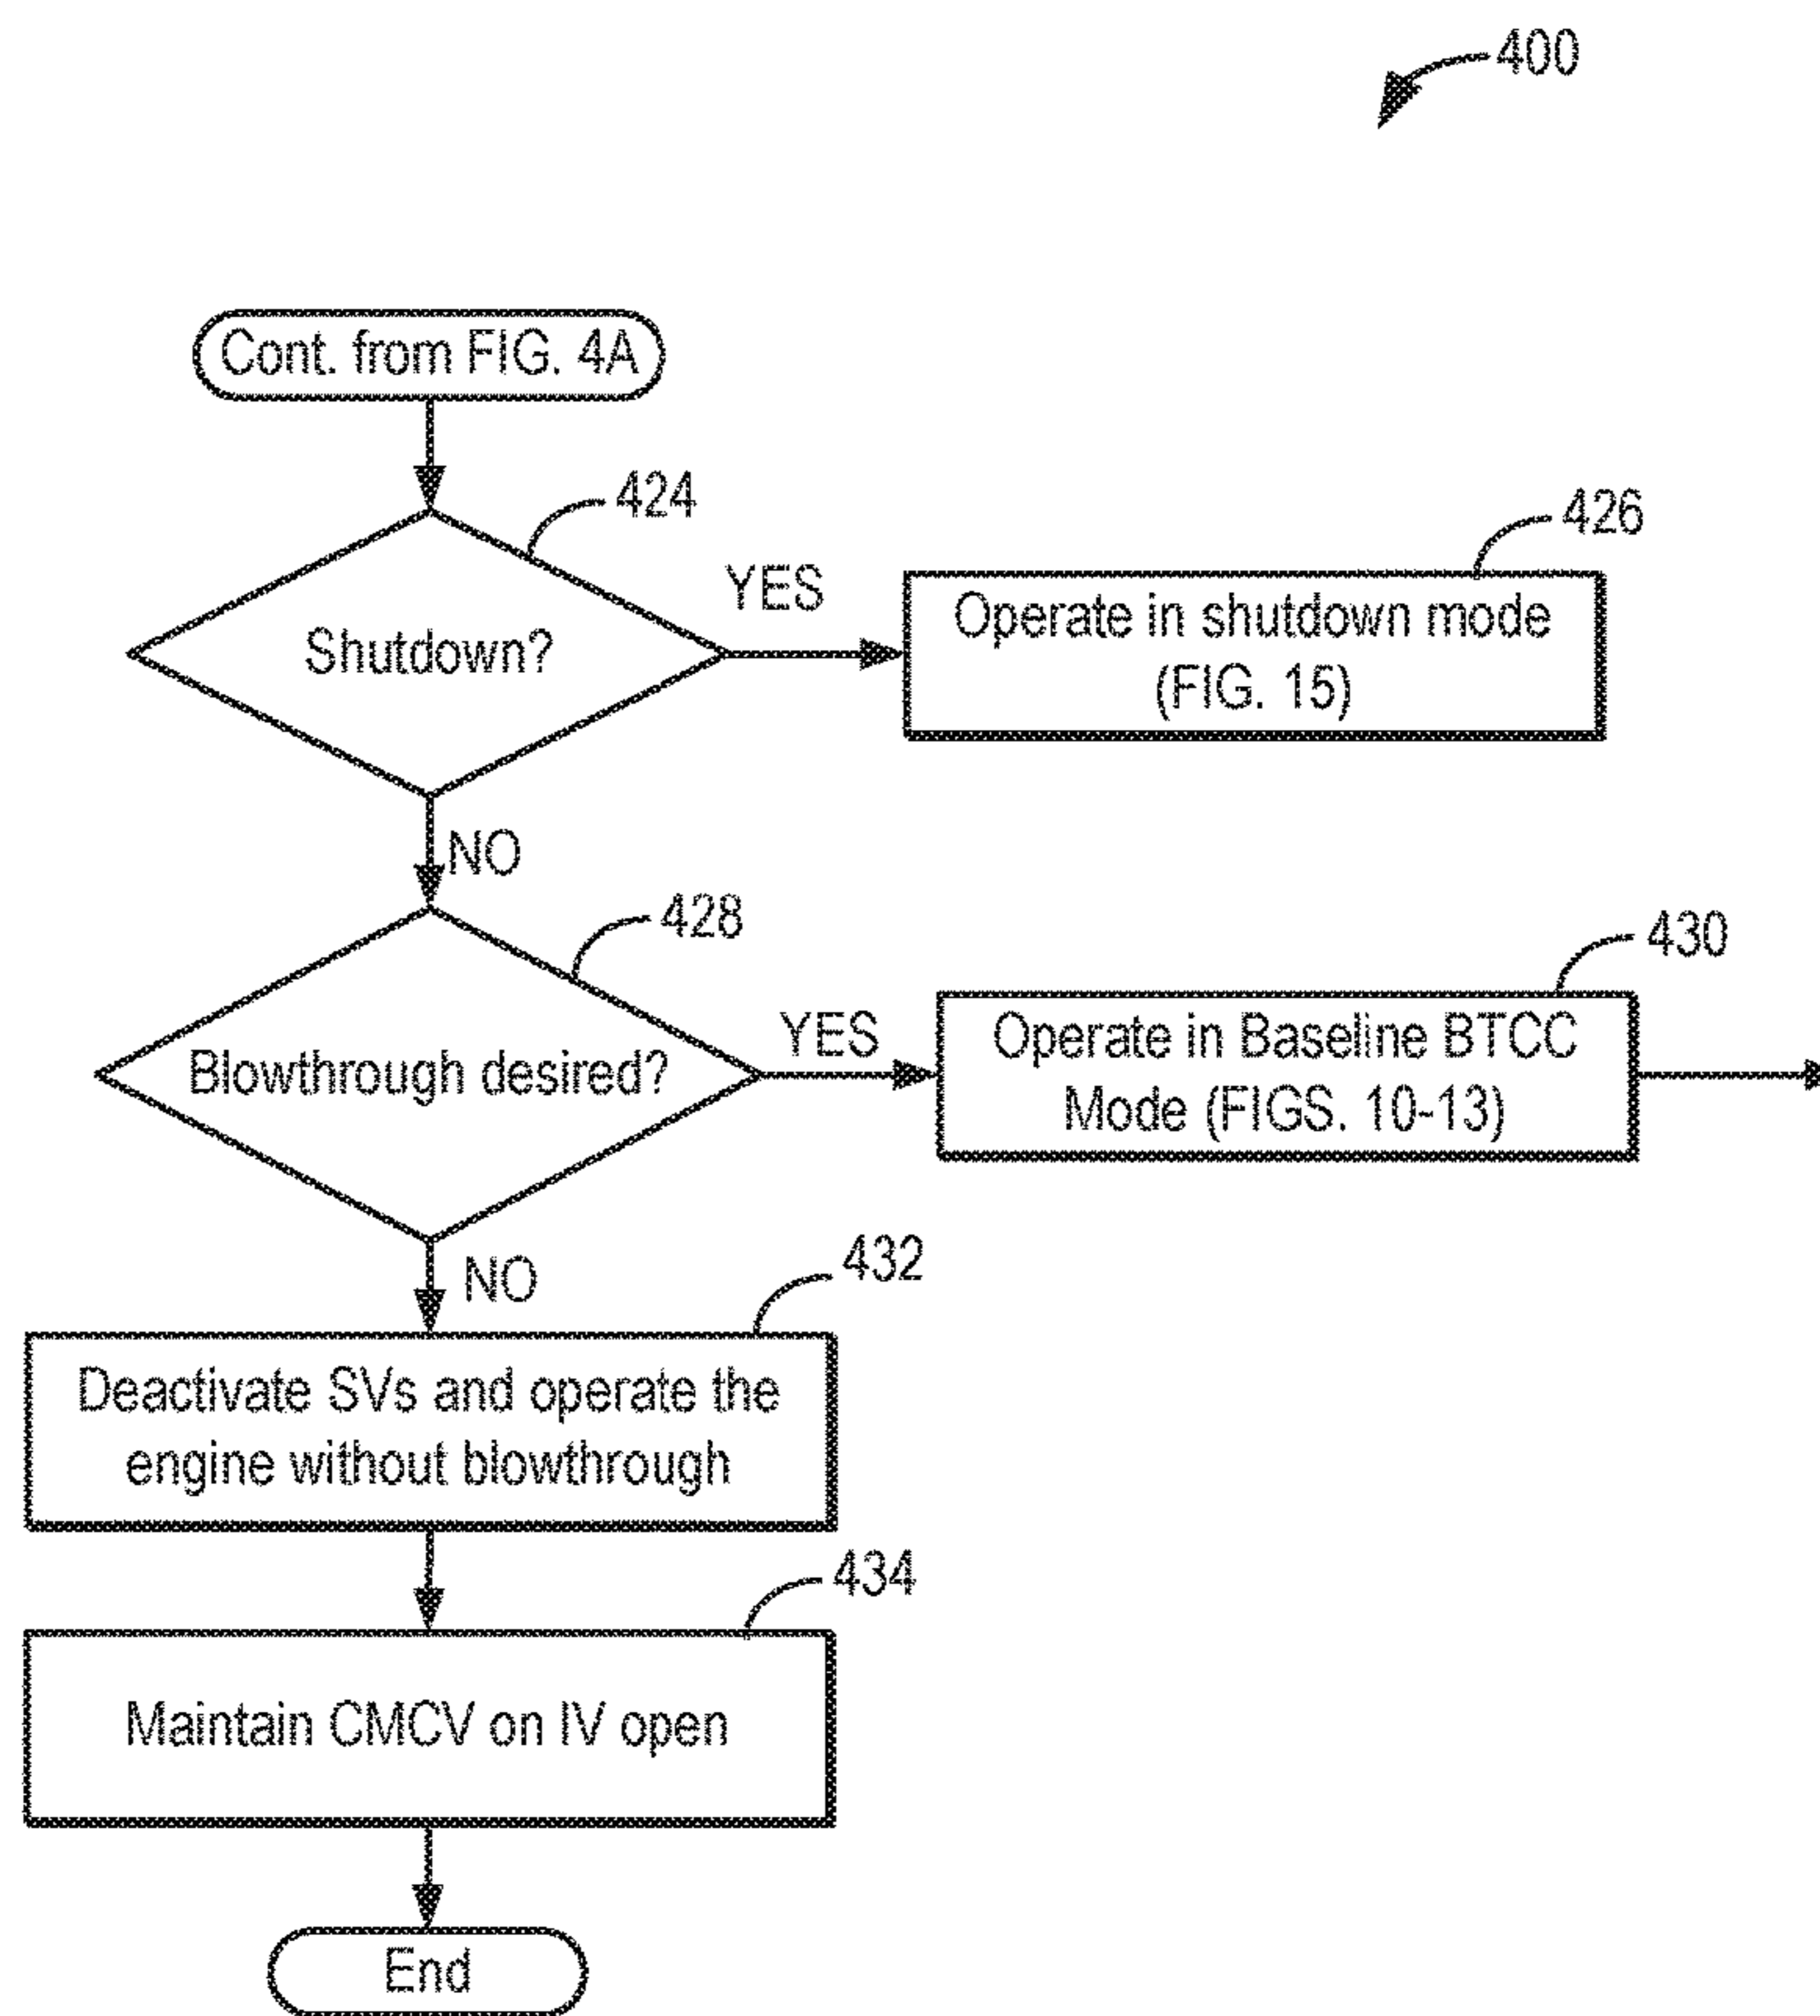 400
Cont. from FIG. 4A
424
Shutdown?
YES
426
Operate in shutdown mode
(FIG. 15)
NO
428
Blowthrough desired?
YES
430
Operate in Baseline BTCC
Mode (FIGS. 10-13)
NO
432
Deactivate SVs and operate the
engine without blowthrough
434
Maintain CMCV on IV open
End